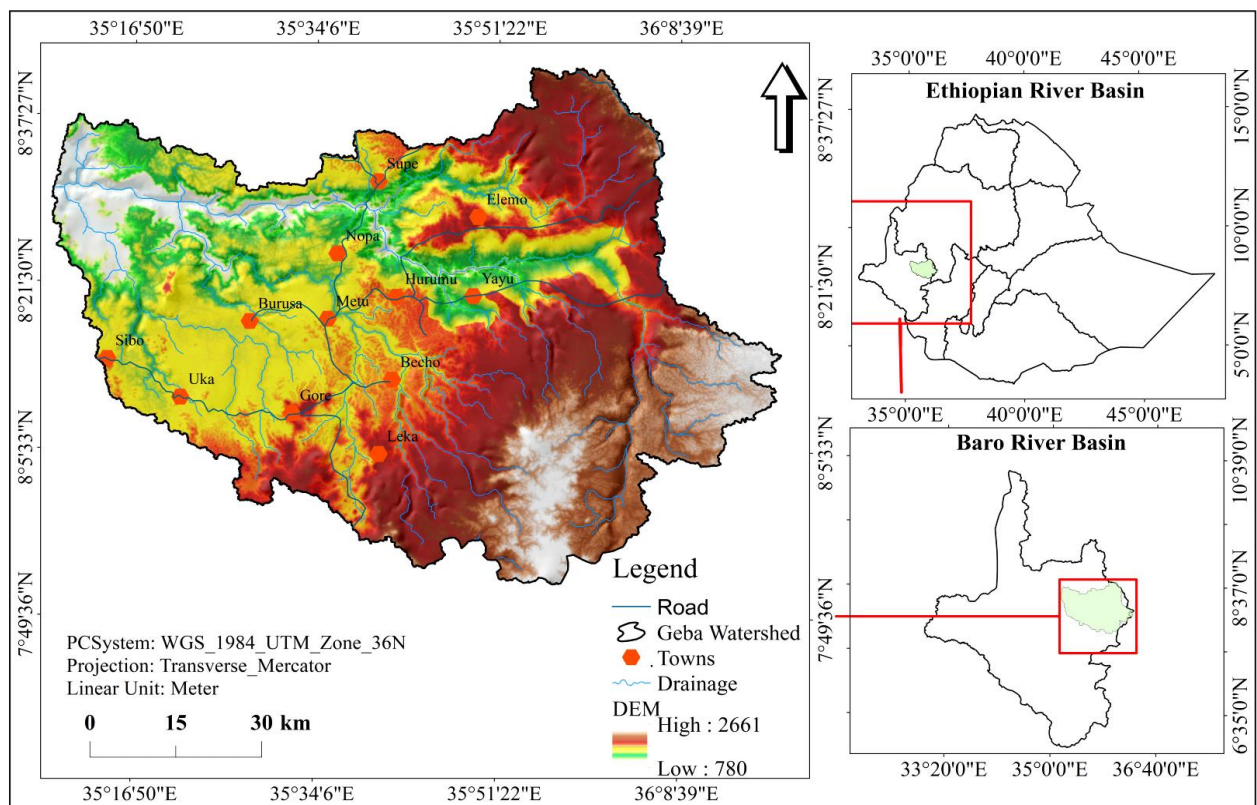 35°16'50"E 35°34'6"E 35°51'22"E 36°8'39"E
8°37'27"N
8°21'30"N
8°5'33"N
7°49'36"N
Supe
Elemo
Nopa
Hurumu
Yayu
Burusa
Metu
Sibo
Becho
Uka
Gore
Leka
8°37'27"N
8°21'30"N
8°5'33"N
7°49'36"N
PCSystem: WGS_1984_UTM_Zone_36N
Projection: Transverse_Mercator
Linear Unit: Meter
0 15 30 km
Legend
Road
Geba Watershed
. Towns
Drainage
DEM
High : 2661
Low : 780
35°16'50"E 35°34'6"E 35°51'22"E 36°8'39"E
35°0'0"E 40°0'0"E 45°0'0"E
Ethiopian River Basin
15°0'0"N
10°0'0"N
5°0'0"N
35°0'0"E 40°0'0"E 45°0'0"E
Baro River Basin
10°39'0"N
8°37'0"N
6°35'0"N
33°20'0"E 35°0'0"E 36°40'0"E